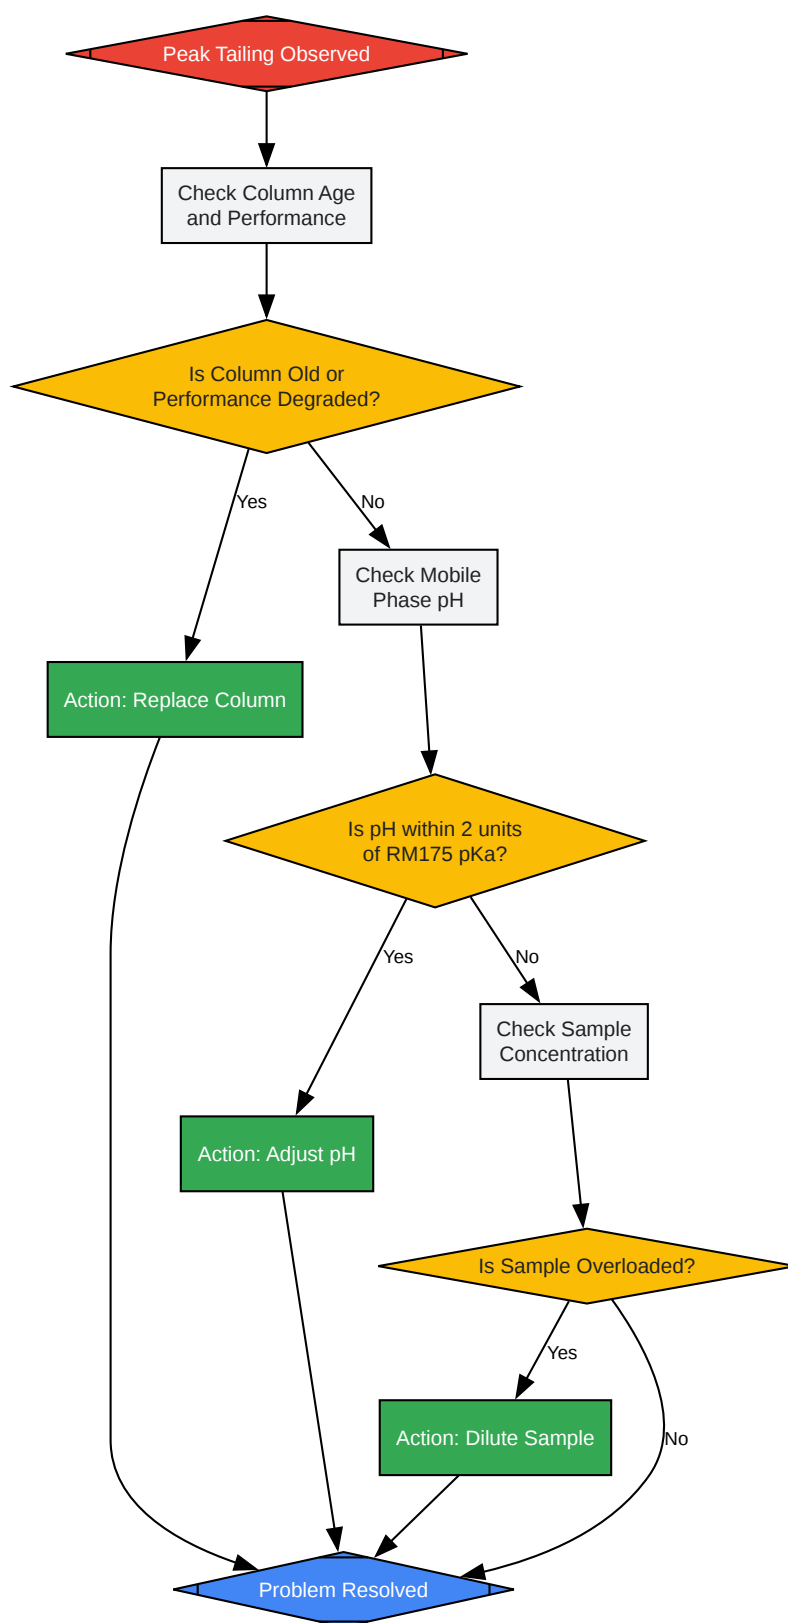 Peak Tailing Observed
Check Column Age
and Performance
Is Column Old or
Performance Degraded?
Yes
No
Check Mobile
Phase pH
Action: Replace Column
Is pH within 2 units
of RM175 pKa?
Yes
No
Check Sample
Concentration
Action: Adjust pH
Is Sample Overloaded?
Yes
Action: Dilute Sample
No
Problem Resolved